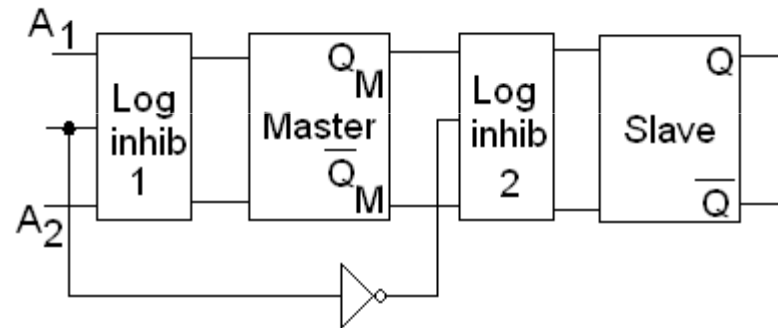 A1
Log
inhib
1
QM
Master
Q̅M
Log
inhib
2
Q
Slave
Q̅
A2